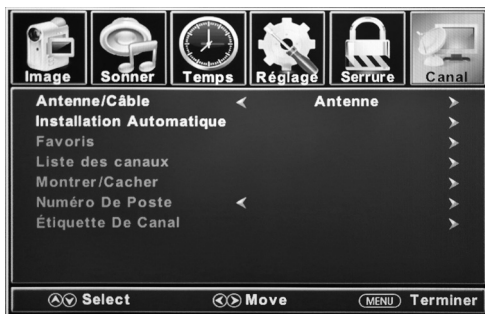 Image Sonner Temps Réglage Serrure Canal
Antenne/Câble Antenne
Installation Automatique
Favoris
Liste des canaux
Montrer/Cacher
Numéro De Poste
Étiquette De Canal
Select Move MENU Terminer